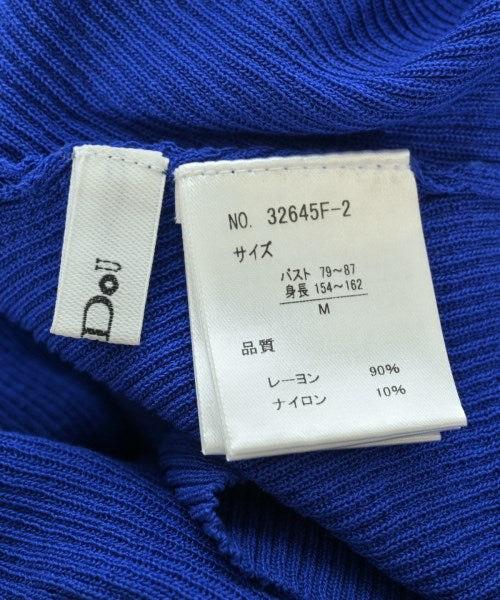 DoU
NO. 32645F-2
サイズ
バスト 79～87
身長 154～162
M
品質
レーヨン 90%
ナイロン 10%